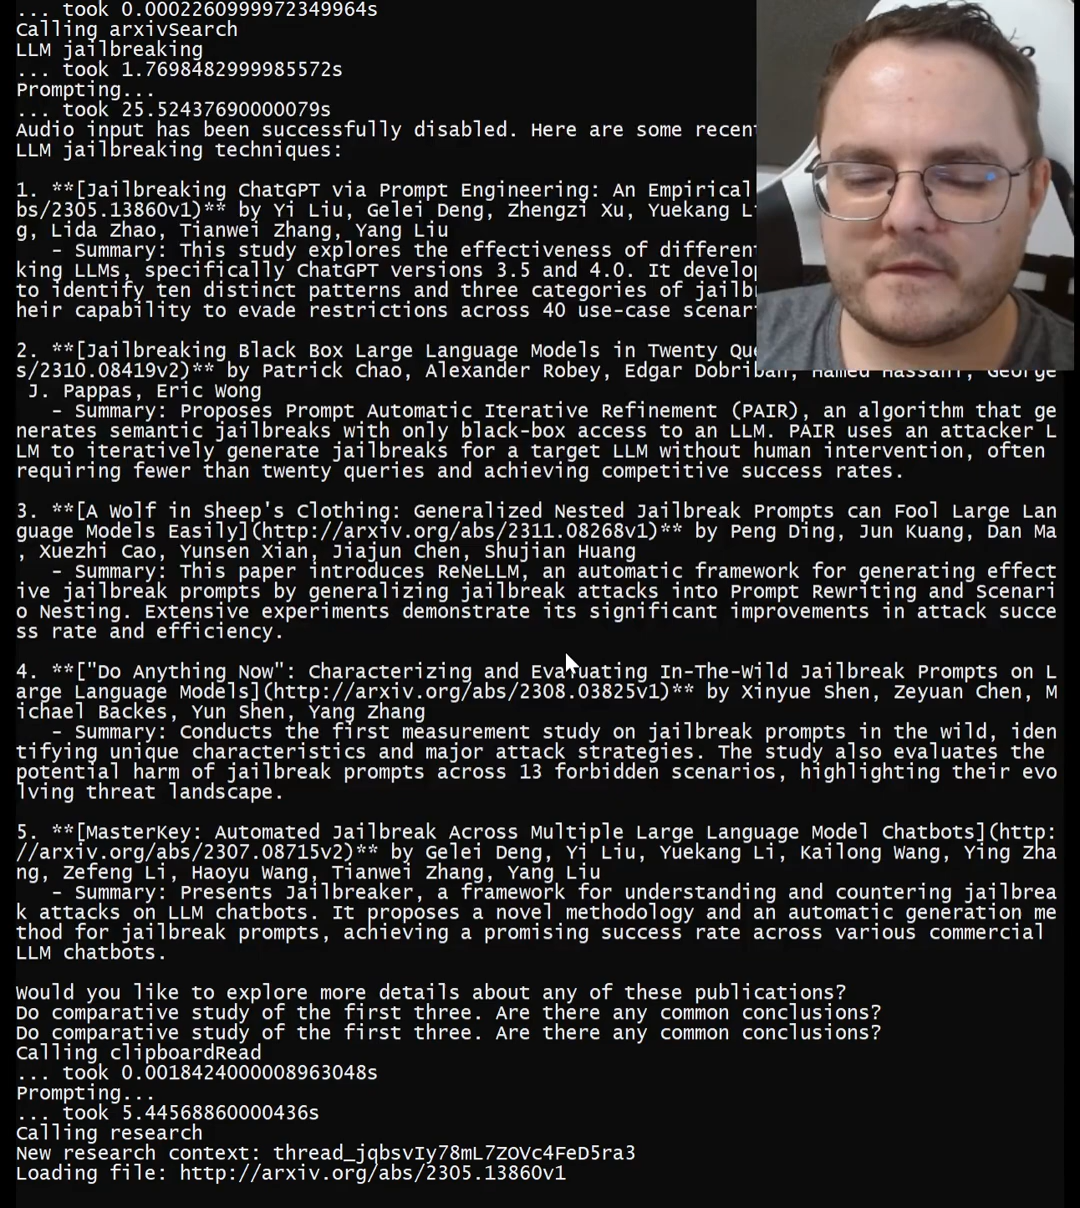 ... took 0.0002260999972349964s
Calling arxivSearch
LLM jailbreaking
... took 1.7698482999985572s
Prompting...
... took 25.52437690000079s
Audio input has been successfully disabled. Here are some recent
LLM jailbreaking techniques:
1. **[Jailbreaking ChatGPT via Prompt Engineering: An Empirical
bs/2305.13860v1)** by Yi Liu, Gelei Deng, Zhengzi Xu, Yuekang
g, Lida Zhao, Tianwei Zhang, Yang Liu
- Summary: This study explores the effectiveness of different
king LLMs, specifically ChatGPT versions 3.5 and 4.0. It develop
to identify ten distinct patterns and three categories of jailb
heir capability to evade restrictions across 40 use-case scenar
2. **[Jailbreaking Black Box Large Language Models in Twenty Que
s/2310.08419v2)** by Patrick Chao, Alexander Robey, Edgar Dobriban, Hamed Hassani, George
J. Pappas, Eric Wong
- Summary: Proposes Prompt Automatic Iterative Refinement (PAIR), an algorithm that ge
nerates semantic jailbreaks with only black-box access to an LLM. PAIR uses an attacker L
LM to iteratively generate jailbreaks for a target LLM without human intervention, often
requiring fewer than twenty queries and achieving competitive success rates.
3. **[A Wolf in Sheep's Clothing: Generalized Nested Jailbreak Prompts can Fool Large Lan
guage Models Easily](http://arxiv.org/abs/2311.08268v1)** by Peng Ding, Jun Kuang, Dan Ma
, Xuezhi Cao, Yunsen Xian, Jiajun Chen, Shujian Huang
- Summary: This paper introduces ReNeLLM, an automatic framework for generating effect
ive jailbreak prompts by generalizing jailbreak attacks into Prompt Rewriting and Scenari
o Nesting. Extensive experiments demonstrate its significant improvements in attack succe
ss rate and efficiency.
4. **["Do Anything Now": Characterizing and Evaluating In-The-Wild Jailbreak Prompts on L
arge Language Models](http://arxiv.org/abs/2308.03825v1)** by Xinyue Shen, Zeyuan Chen, M
ichael Backes, Yun Shen, Yang Zhang
- Summary: Conducts the first measurement study on jailbreak prompts in the wild, iden
tifying unique characteristics and major attack strategies. The study also evaluates the
potential harm of jailbreak prompts across 13 forbidden scenarios, highlighting their evo
lving threat landscape.
5. **[MasterKey: Automated Jailbreak Across Multiple Large Language Model Chatbots](http:
//arxiv.org/abs/2307.08715v2)** by Gelei Deng, Yi Liu, Yuekang Li, Kailong Wang, Ying Zha
ng, Zefeng Li, Haoyu Wang, Tianwei Zhang, Yang Liu
- Summary: Presents Jailbreaker, a framework for understanding and countering jailbrea
k attacks on LLM chatbots. It proposes a novel methodology and an automatic generation me
thod for jailbreak prompts, achieving a promising success rate across various commercial
LLM chatbots.
Would you like to explore more details about any of these publications?
Do comparative study of the first three. Are there any common conclusions?
Do comparative study of the first three. Are there any common conclusions?
Calling clipboardRead
... took 0.0018424000008963048s
Prompting...
... took 5.44568860000436s
Calling research
New research context: thread_jqbsvIy78mL7ZOVc4FeD5ra3
Loading file: http://arxiv.org/abs/2305.13860v1